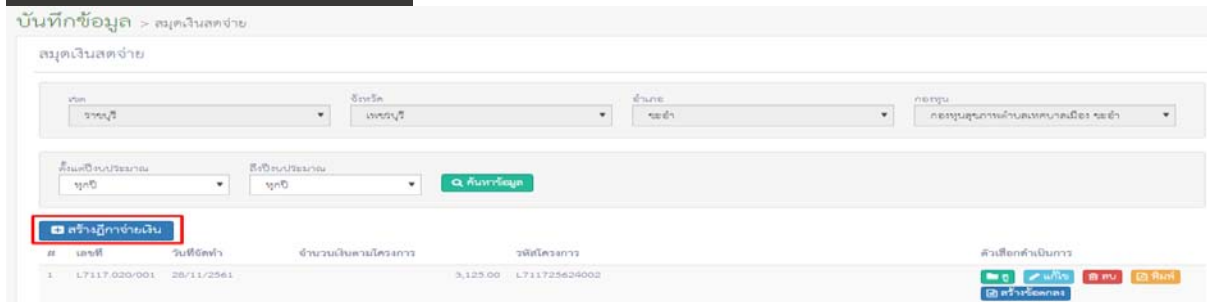 บันทึกข้อมูล > สมุดเงินสดจ่าย
สมุดเงินสดจ่าย
เขต จังหวัด อำเภอ กองทุน
ราชบุรี เพชรบุรี ชะอำ กองทุนสุขภาพตำบลเทศบาลเมือง ชะอำ
ตั้งแต่ปีงบประมาณ ถึงปีงบประมาณ
ทุกปี ทุกปี ค้นหาข้อมูล
สร้างฎีกาจ่ายเงิน
# เลขที่ วันที่จัดทำ จำนวนเงินตามโครงการ รหัสโครงการ ตัวเลือกดำเนินการ
1 L7117.020/001 28/11/2561 3,125.00 L711725624002 ดู แก้ไข ลบ พิมพ์
สร้างข้อตกลง